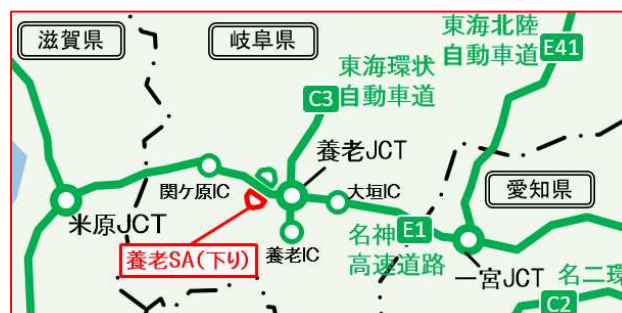 滋賀県
岐阜県
東海北陸
自動車道
E41
東海環状
自動車道
C3
養老JCT
関ケ原IC
大垣IC
愛知県
米原JCT
養老SA(下り)
養老IC
名神
高速道路
E1
一宮JCT
名二環
C2